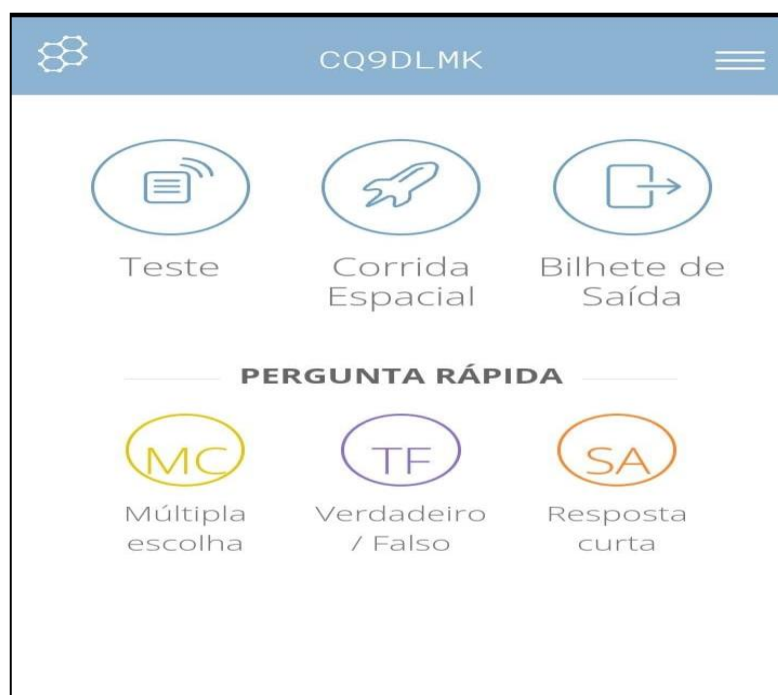 CQ9DLMK
Teste
Corrida
Espacial
Bilhete de
Saída
PERGUNTA RÁPIDA
MC
TF
SA
Múltipla
escolha
Verdadeiro
/ Falso
Resposta
curta